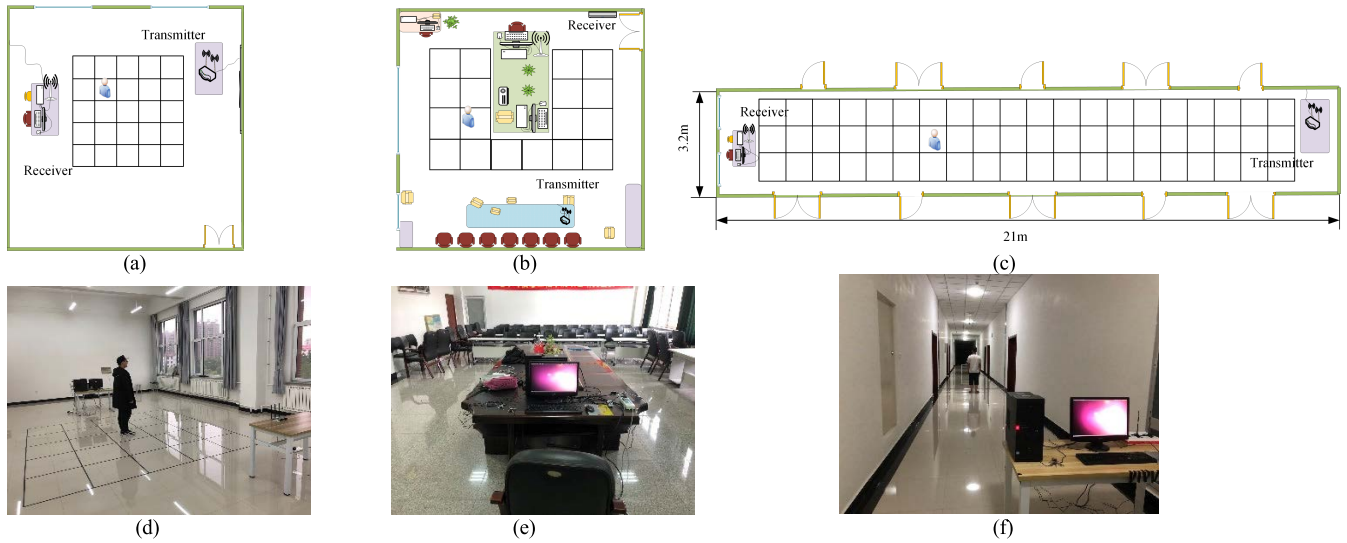 Transmitter
Receiver
(a)
Receiver
Transmitter
(b)
3.2m
Receiver
Transmitter
21m
(c)
(d)
(e)
(f)